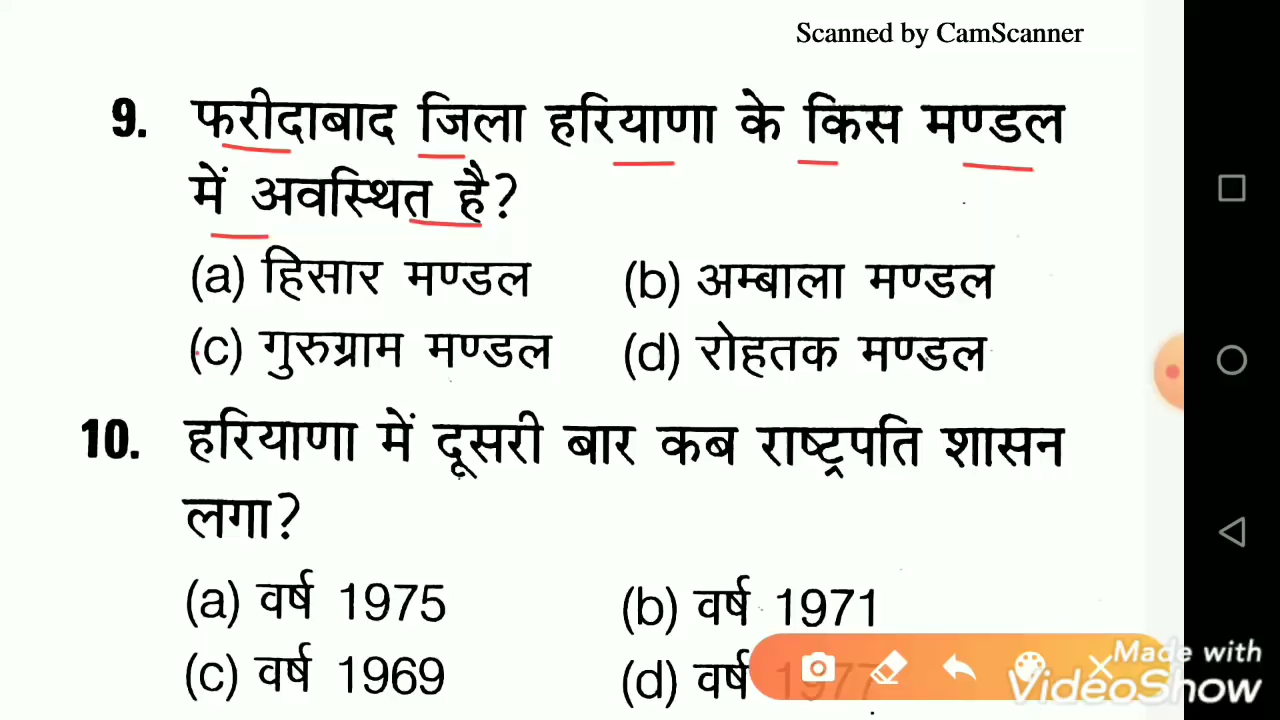 Scanned by CamScanner
9. फरीदाबाद जिला हरियाणा के किस मण्डल
में अवस्थित है?
(a) हिसार मण्डल (b) अम्बाला मण्डल
(c) गुरुग्राम मण्डल (d) रोहतक मण्डल
10. हरियाणा में दूसरी बार कब राष्ट्रपति शासन
लगा?
(a) वर्ष 1975 (b) वर्ष 1971
(c) वर्ष 1969 (d) वर्ष 1977
Made with
VideoShow